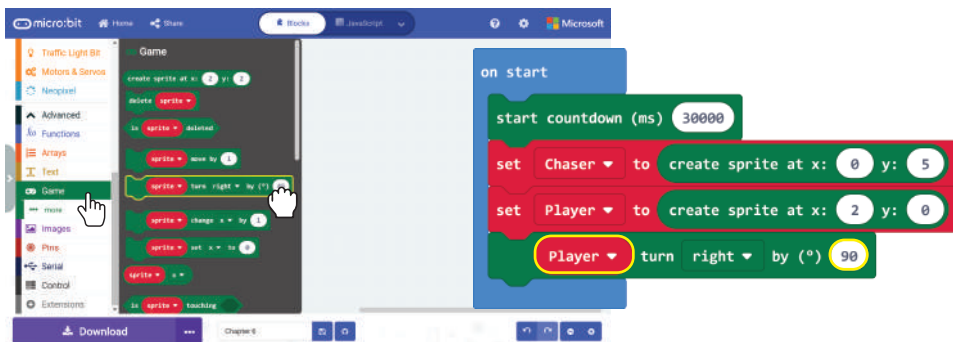 micro:bit Home Share Blocks JavaScript Microsoft
Traffic Light Bit
Motors & Servos
Neopixel
Advanced
Functions
Arrays
Text
Game
more
Images
Pins
Serial
Control
Extensions
Game
create sprite at x: 2 y: 2
delete sprite
is sprite deleted
sprite move by 1
sprite turn right by (°)
sprite change x by 1
sprite set x to 0
sprite x
is sprite touching
Download
Chapter 6
on start
start countdown (ms) 30000
set Chaser to create sprite at x: 0 y: 5
set Player to create sprite at x: 2 y: 0
Player turn right by (°) 90